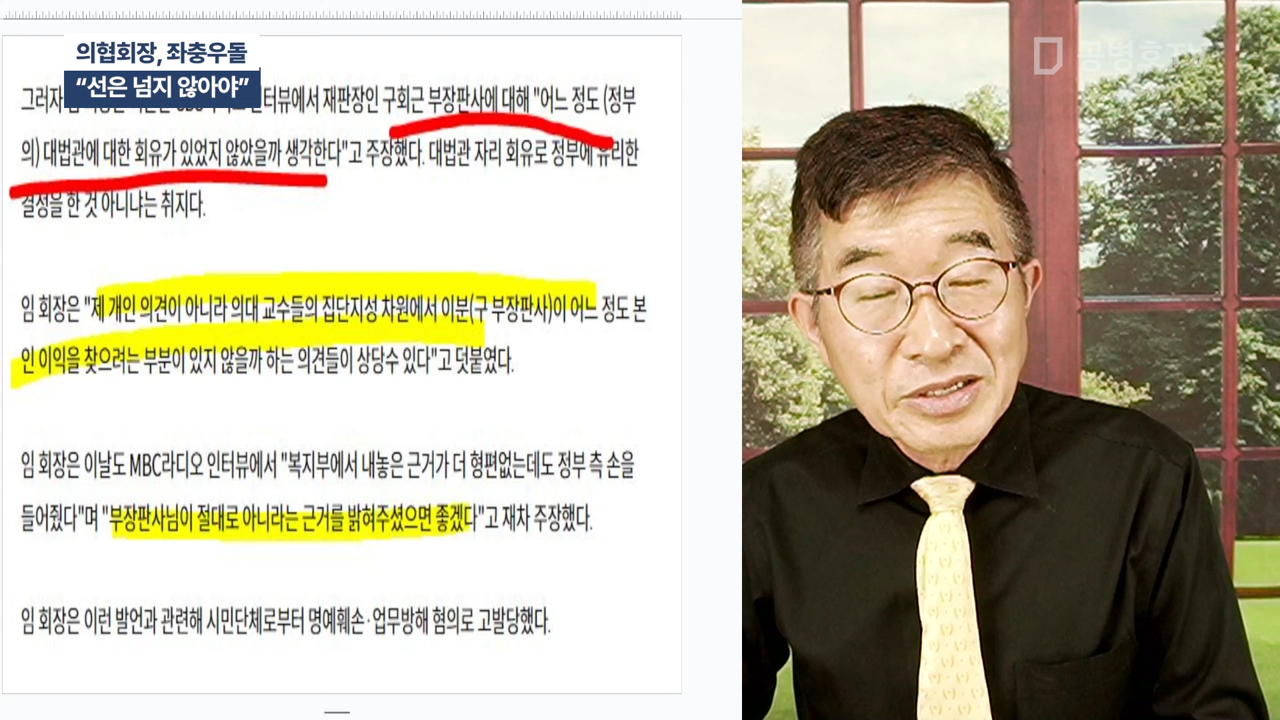 의협회장, 좌충우돌
“선은 넘지 않아야”
공병호TV
그러자 인터뷰에서 재판장인 구회근 부장판사에 대해 "어느 정도 (정부
의) 대법관에 대한 회유가 있었지 않았을까 생각한다"고 주장했다. 대법관 자리 회유로 정부에 유리한
결정을 한 것 아니냐는 취지다.
임 회장은 "제 개인 의견이 아니라 의대 교수들의 집단지성 차원에서 이분(구 부장판사)이 어느 정도 본
인 이익을 찾으려는 부분이 있지 않을까 하는 의견들이 상당수 있다"고 덧붙였다.
임 회장은 이날도 MBC라디오 인터뷰에서 "복지부에서 내놓은 근거가 더 형편없는데도 정부 측 손을
들어줬다"며 "부장판사님이 절대로 아니라는 근거를 밝혀주셨으면 좋겠다"고 재차 주장했다.
임 회장은 이런 발언과 관련해 시민단체로부터 명예훼손·업무방해 혐의로 고발당했다.